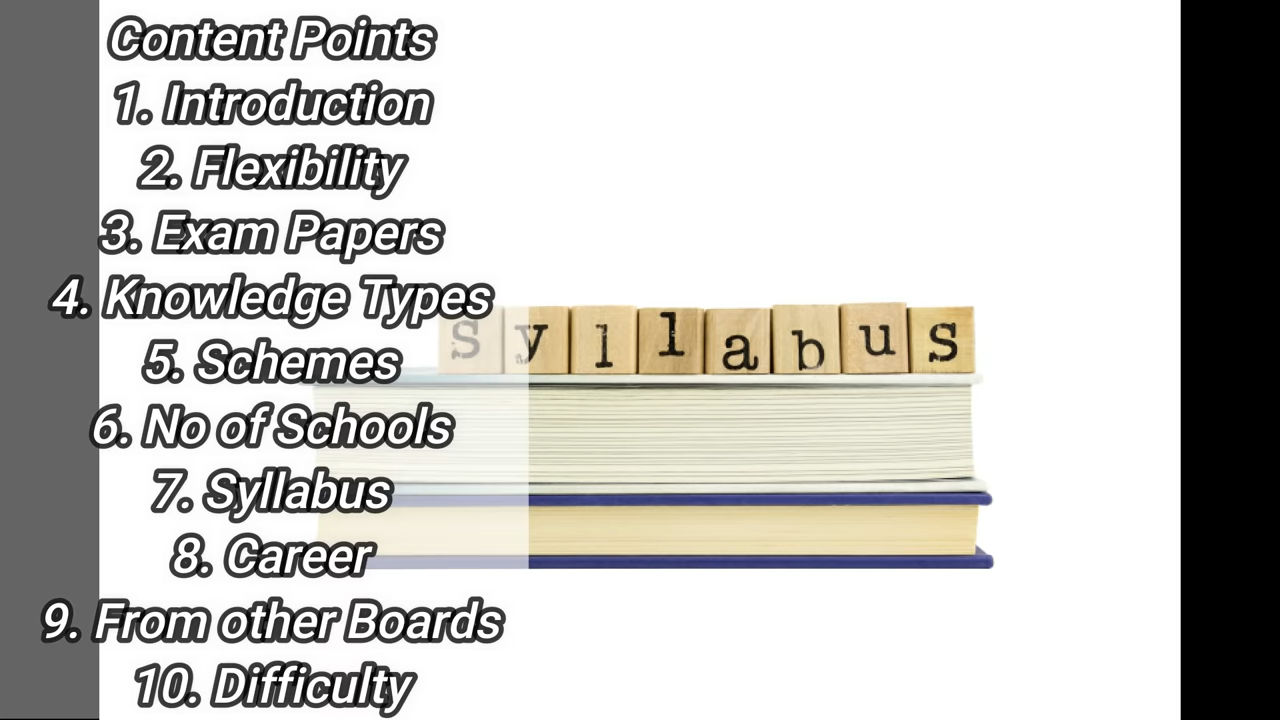 Content Points
1. Introduction
2. Flexibility
3. Exam Papers
4. Knowledge Types
5. Schemes
6. No of Schools
7. Syllabus
8. Career
9. From other Boards
10. Difficulty
syllabus